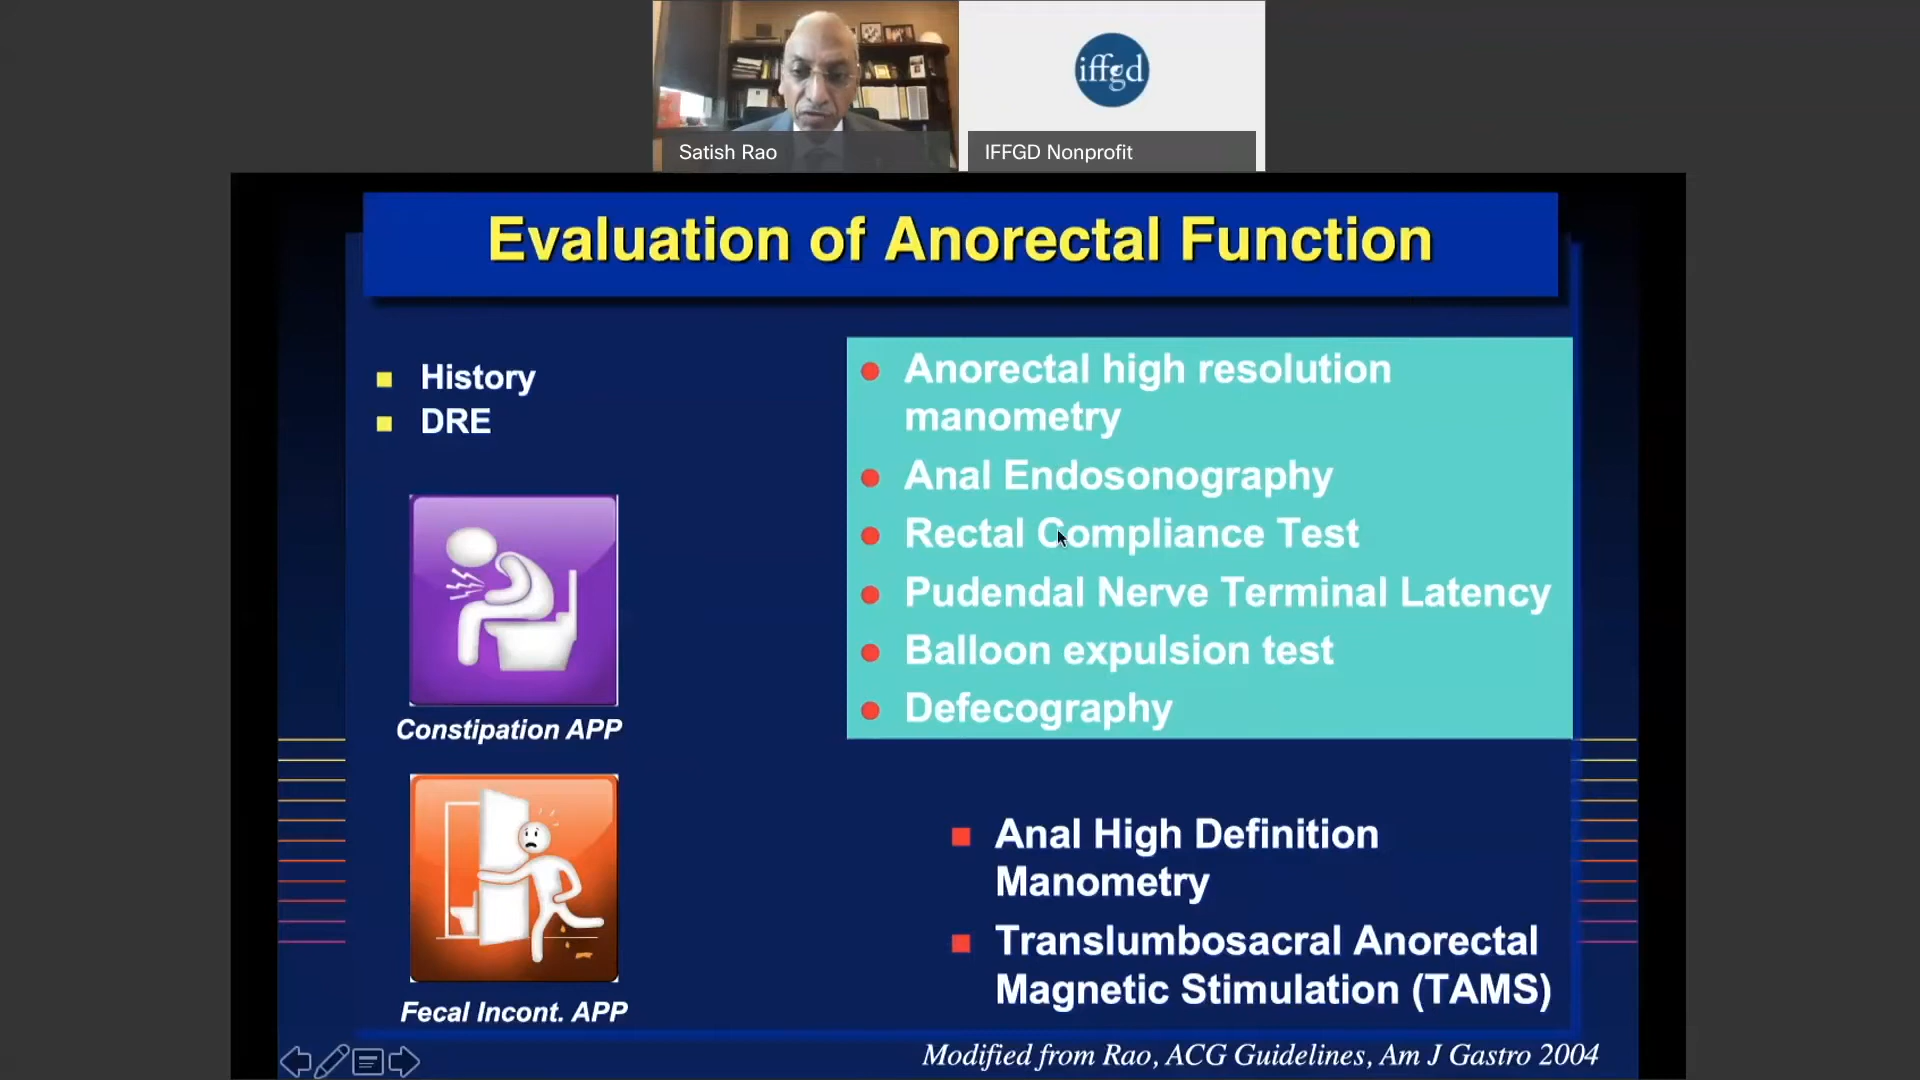 iffgd
Satish Rao
IFFGD Nonprofit
Evaluation of Anorectal Function
History
DRE
Constipation APP
Fecal Incont. APP
Anorectal high resolution
manometry
Anal Endosonography
Rectal Compliance Test
Pudendal Nerve Terminal Latency
Balloon expulsion test
Defecography
Anal High Definition
Manometry
Translumbosacral Anorectal
Magnetic Stimulation (TAMS)
Modified from Rao, ACG Guidelines, Am J Gastro 2004